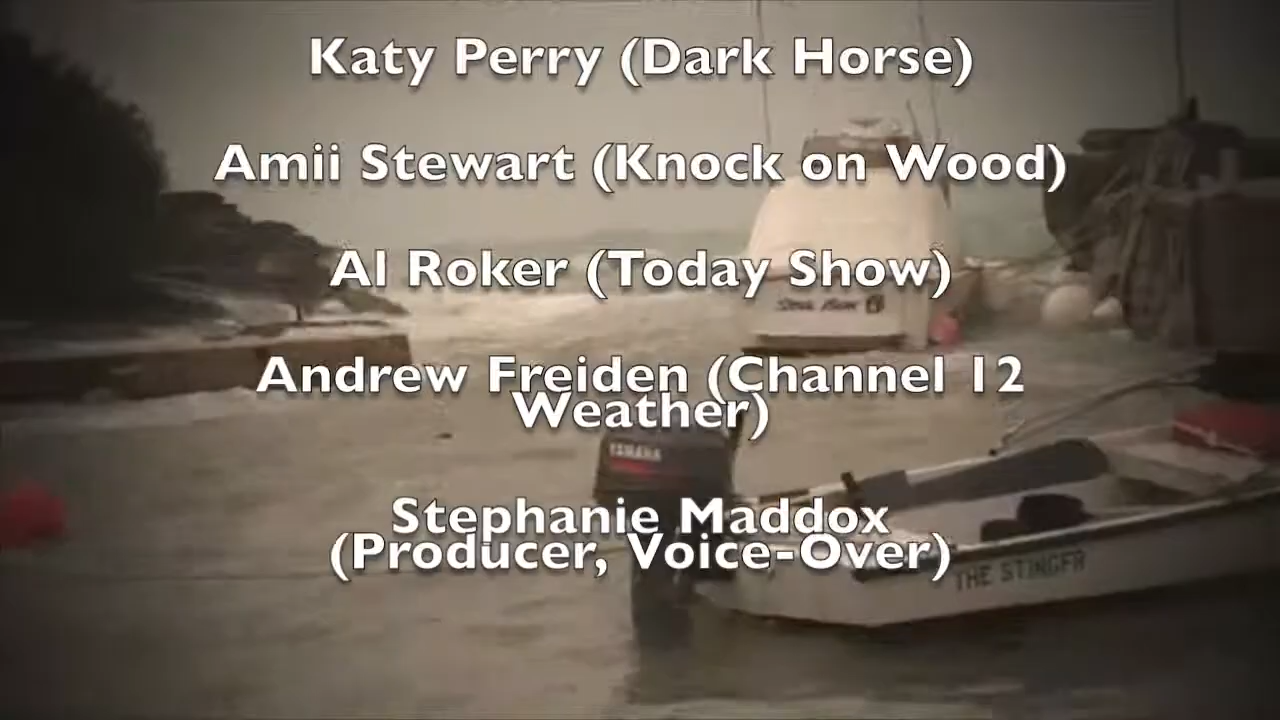 Katy Perry (Dark Horse)
Amii Stewart (Knock on Wood)
Al Roker (Today Show)
Andrew Freiden (Channel 12
Weather)
Stephanie Maddox
(Producer, Voice-Over)
YAMAHA
THE STINGER